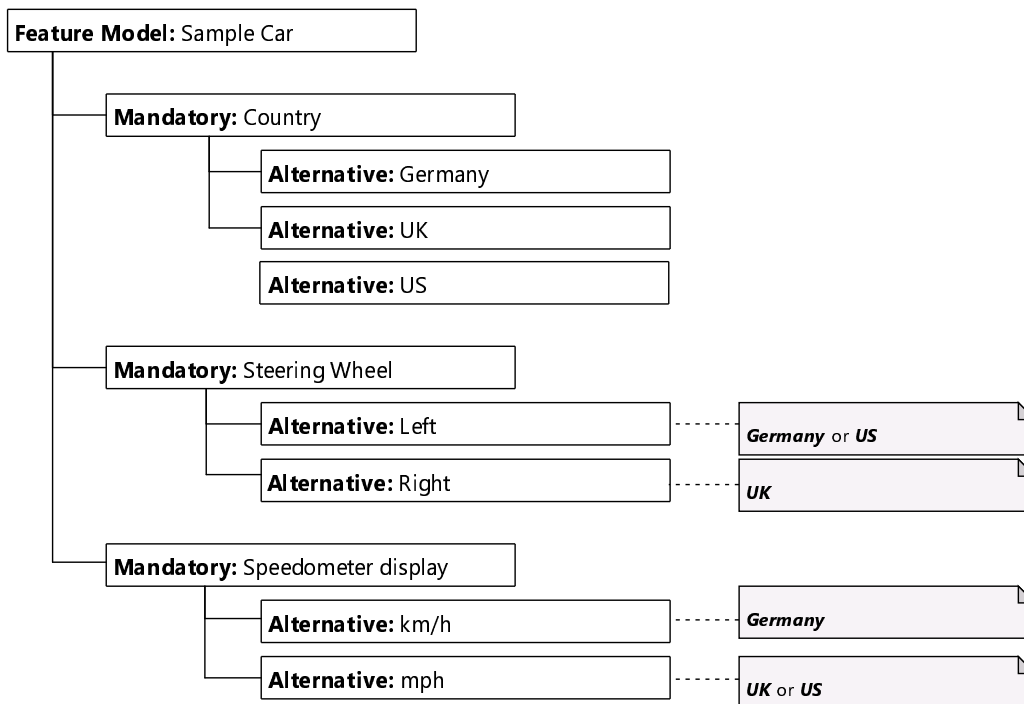 Feature Model: Sample Car
Mandatory: Country
Alternative: Germany
Alternative: UK
Alternative: US
Mandatory: Steering Wheel
Alternative: Left
Germany or US
Alternative: Right
UK
Mandatory: Speedometer display
Alternative: km/h
Germany
Alternative: mph
UK or US